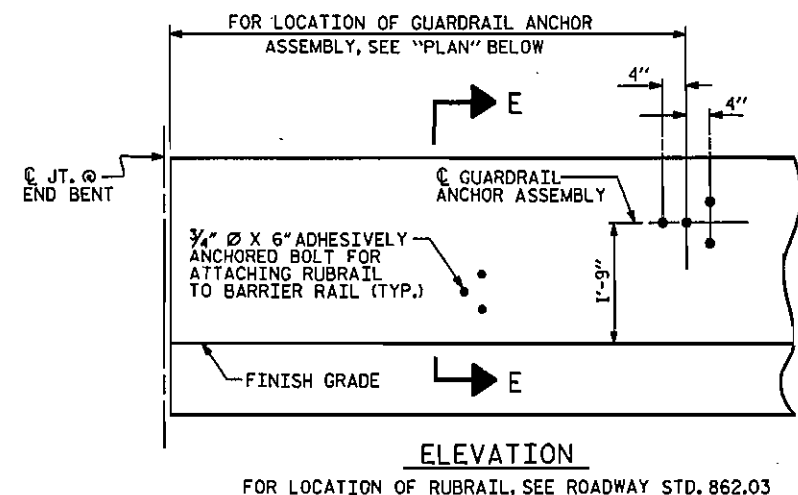 FOR LOCATION OF GUARDRAIL ANCHOR
ASSEMBLY, SEE "PLAN" BELOW
4"
4"
E
℄ JT. @
END BENT
℄ GUARDRAIL
ANCHOR ASSEMBLY
¾" Ø X 6" ADHESIVELY
ANCHORED BOLT FOR
ATTACHING RUBRAIL
TO BARRIER RAIL (TYP.)
1'-9"
FINISH GRADE
E
ELEVATION
FOR LOCATION OF RUBRAIL, SEE ROADWAY STD. 862.03